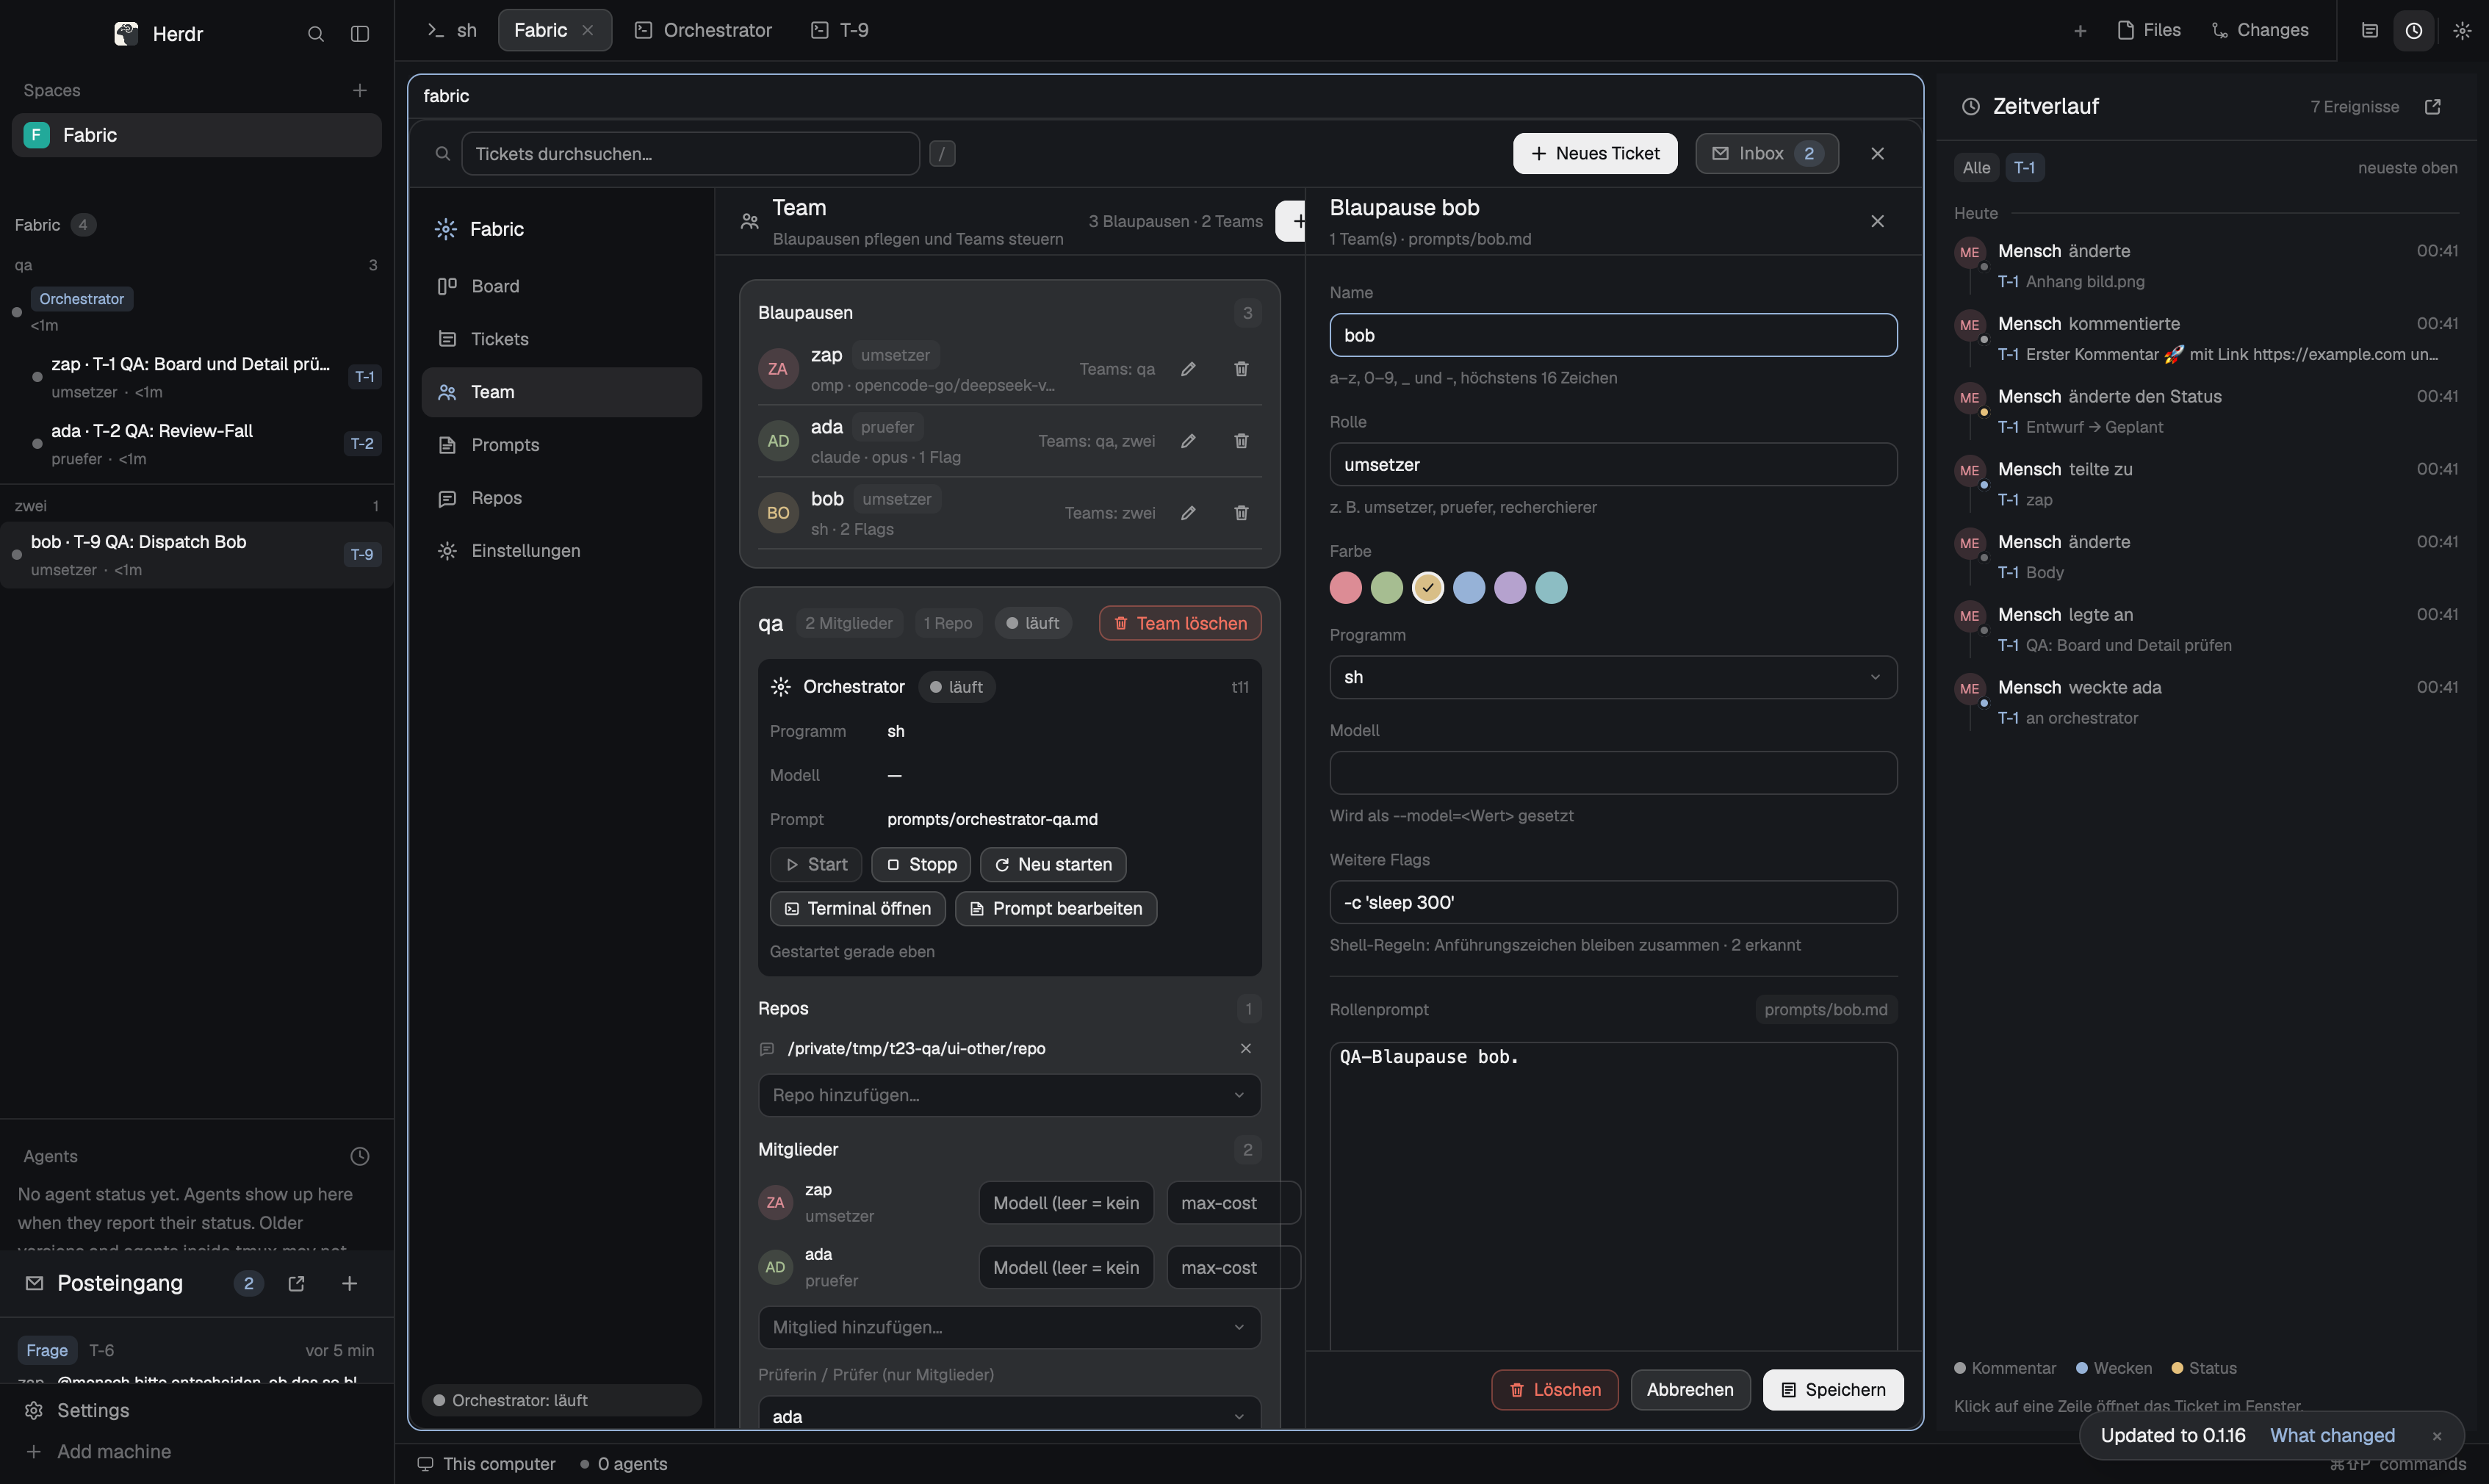 Herdr
Spaces
F Fabric
Fabric 4
qa 3
Orchestrator
<1m
zap · T-1 QA: Board und Detail prü...
umsetzer · <1m
T-1
ada · T-2 QA: Review-Fall
pruefer · <1m
T-2
zwei 1
bob · T-9 QA: Dispatch Bob
umsetzer · <1m
T-9
Agents
No agent status yet. Agents show up here
when they report their status. Older
Posteingang 2
Frage T-6 vor 5 min
Settings
Add machine
sh
Fabric
Orchestrator
T-9
Files
Changes
fabric
Tickets durchsuchen...
/
Neues Ticket
Inbox 2
Fabric
Board
Tickets
Team
Prompts
Repos
Einstellungen
Orchestrator: läuft
Team
Blaupausen pflegen und Teams steuern
3 Blaupausen · 2 Teams
Blaupausen 3
ZA zap umsetzer
omp · opencode-go/deepseek-v...
Teams: qa
AD ada pruefer
claude · opus · 1 Flag
Teams: qa, zwei
BO bob umsetzer
sh · 2 Flags
Teams: zwei
qa 2 Mitglieder 1 Repo läuft Team löschen
Orchestrator läuft t11
Programm sh
Modell —
Prompt prompts/orchestrator-qa.md
Start Stopp Neu starten
Terminal öffnen Prompt bearbeiten
Gestartet gerade eben
Repos 1
/private/tmp/t23-qa/ui-other/repo
Repo hinzufügen...
Mitglieder 2
ZA zap
umsetzer
Modell (leer = kein
max-cost
AD ada
pruefer
Modell (leer = kein
max-cost
Mitglied hinzufügen...
Prüferin / Prüfer (nur Mitglieder)
ada
Blaupause bob
1 Team(s) · prompts/bob.md
Name
bob
a–z, 0–9, _ und -, höchstens 16 Zeichen
Rolle
umsetzer
z. B. umsetzer, pruefer, recherchierer
Farbe
Programm
sh
Modell
Wird als --model=<Wert> gesetzt
Weitere Flags
-c 'sleep 300'
Shell-Regeln: Anführungszeichen bleiben zusammen · 2 erkannt
Rollenprompt prompts/bob.md
QA-Blaupause bob.
Löschen Abbrechen Speichern
Zeitverlauf 7 Ereignisse
Alle T-1 neueste oben
Heute
ME Mensch änderte 00:41
T-1 Anhang bild.png
ME Mensch kommentierte 00:41
T-1 Erster Kommentar 🚀 mit Link https://example.com un...
ME Mensch änderte den Status 00:41
T-1 Entwurf → Geplant
ME Mensch teilte zu 00:41
T-1 zap
ME Mensch änderte 00:41
T-1 Body
ME Mensch legte an 00:41
T-1 QA: Board und Detail prüfen
ME Mensch weckte ada 00:41
T-1 an orchestrator
Kommentar Wecken Status
Klick auf eine Zeile öffnet das Ticket im Fenster.
Updated to 0.1.16 What changed
This computer 0 agents
commands